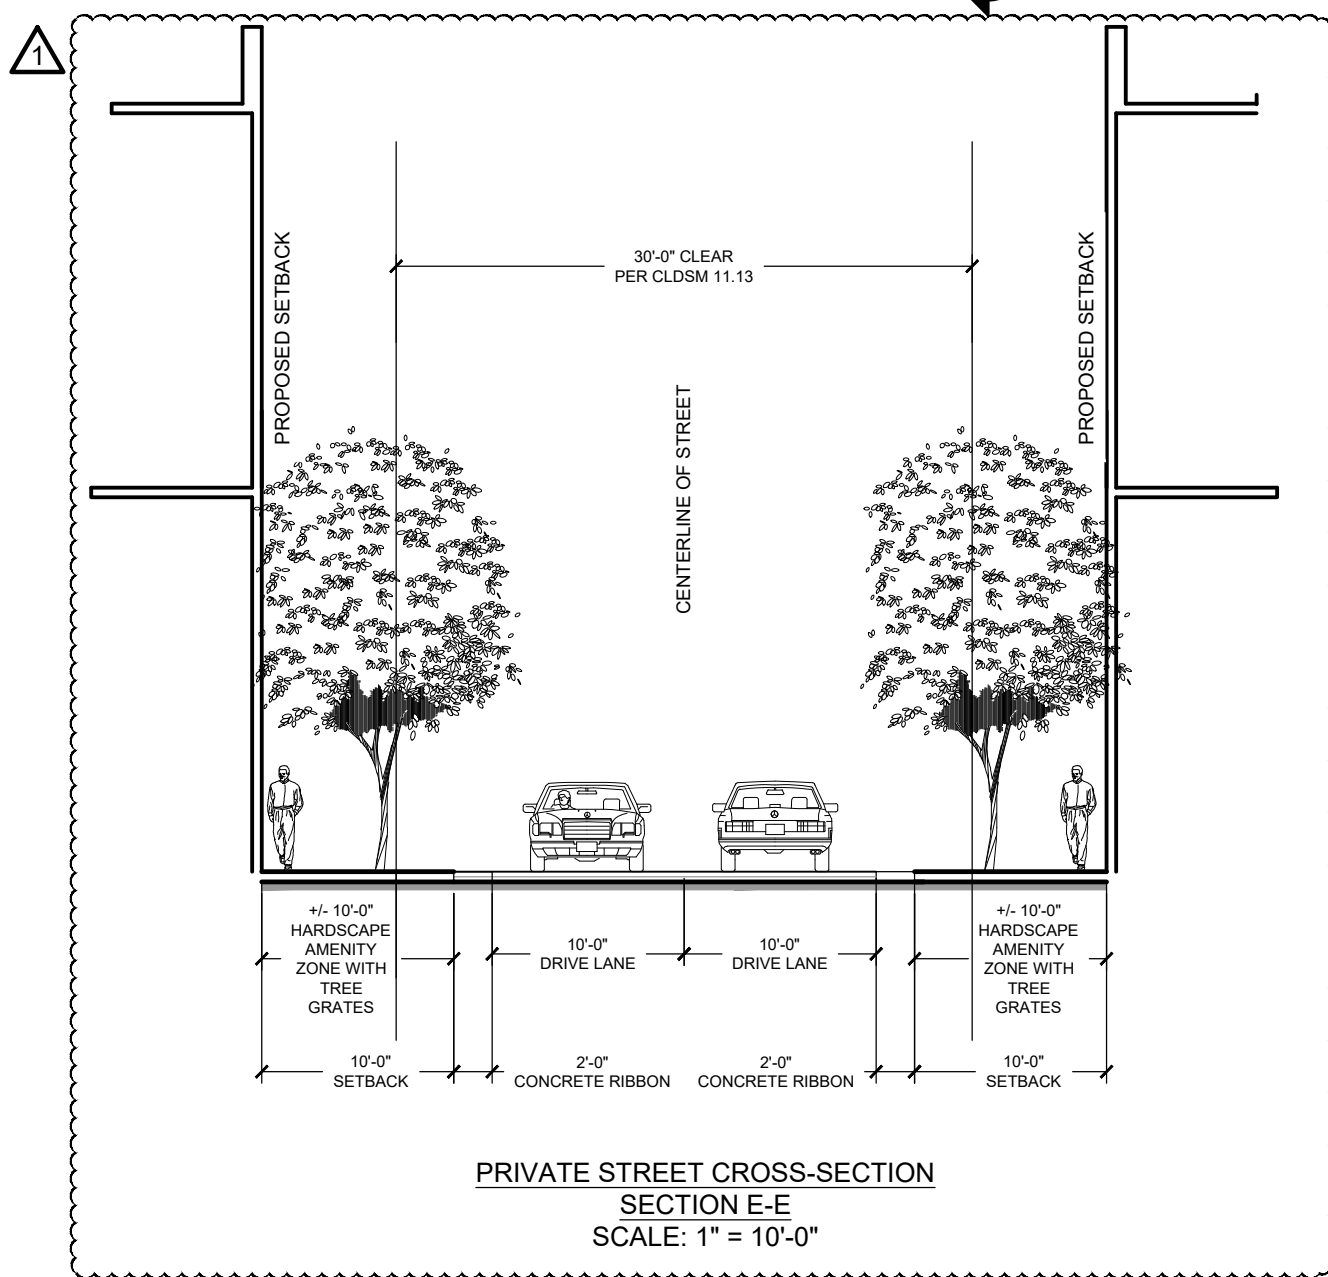 1
PROPOSED SETBACK
30'-0" CLEAR
PER CLDSM 11.13
PROPOSED SETBACK
CENTERLINE OF STREET
+/- 10'-0"
HARDSCAPE
AMENITY
ZONE WITH
TREE
GRATES
10'-0"
DRIVE LANE
10'-0"
DRIVE LANE
+/- 10'-0"
HARDSCAPE
AMENITY
ZONE WITH
TREE
GRATES
10'-0"
SETBACK
2'-0"
CONCRETE RIBBON
2'-0"
CONCRETE RIBBON
10'-0"
SETBACK
PRIVATE STREET CROSS-SECTION
SECTION E-E
SCALE: 1" = 10'-0"